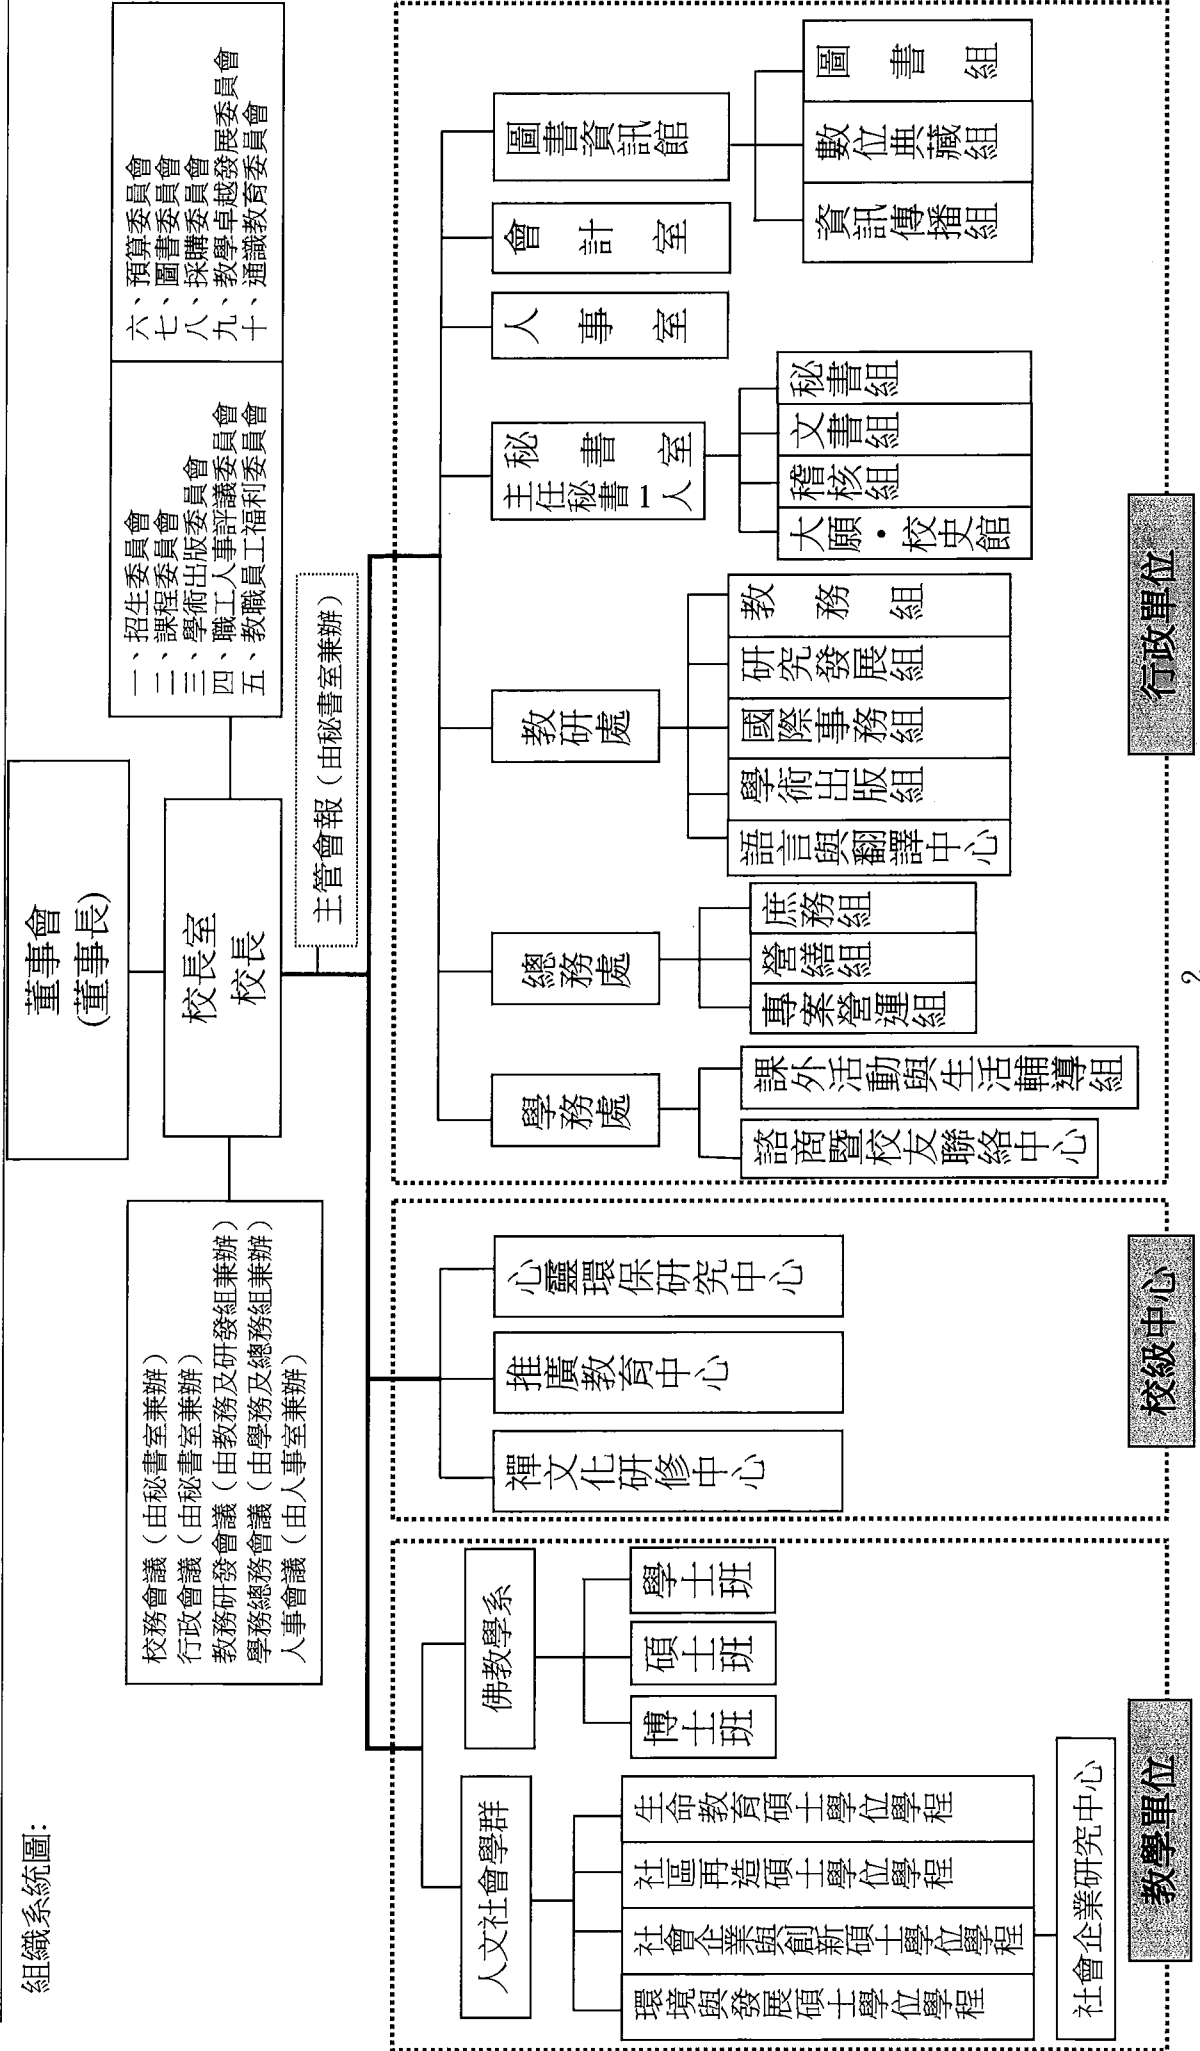 組織系統圖:
董事會
(董事長)
校長室
校長
校務會議（由秘書室兼辦）
行政會議（由秘書室兼辦）
教務研發會議（由教務及研發組兼辦）
學務總務會議（由學務及總務組兼辦）
人事會議（由人事室兼辦）
一、招生委員會
二、課程委員會
三、學術出版委員會
四、職工人事評議委員會
五、教職員工福利委員會
六、預算委員會
七、圖書委員會
八、採購委員會
九、教學卓越發展委員會
十、通識教育委員會
主管會報（由秘書室兼辦）
人文社會學群
環境與發展碩士學位學程
社會企業與創新碩士學位學程
社區再造碩士學位學程
生命教育碩士學位學程
社會企業研究中心
佛教學系
博士班
碩士班
學士班
教學單位
禪文化研修中心
推廣教育中心
心靈環保研究中心
校級中心
學務處
諮商暨校友聯絡中心
課外活動與生活輔導組
總務處
專案營運組
營繕組
庶務組
教研處
語言與翻譯中心
學術出版組
國際事務組
研究發展組
教務組
秘書室
主任秘書1人
大願・校史館
稽核組
文書組
秘書組
人事室
會計室
圖書資訊館
資訊傳播組
數位典藏組
圖書組
行政單位
2